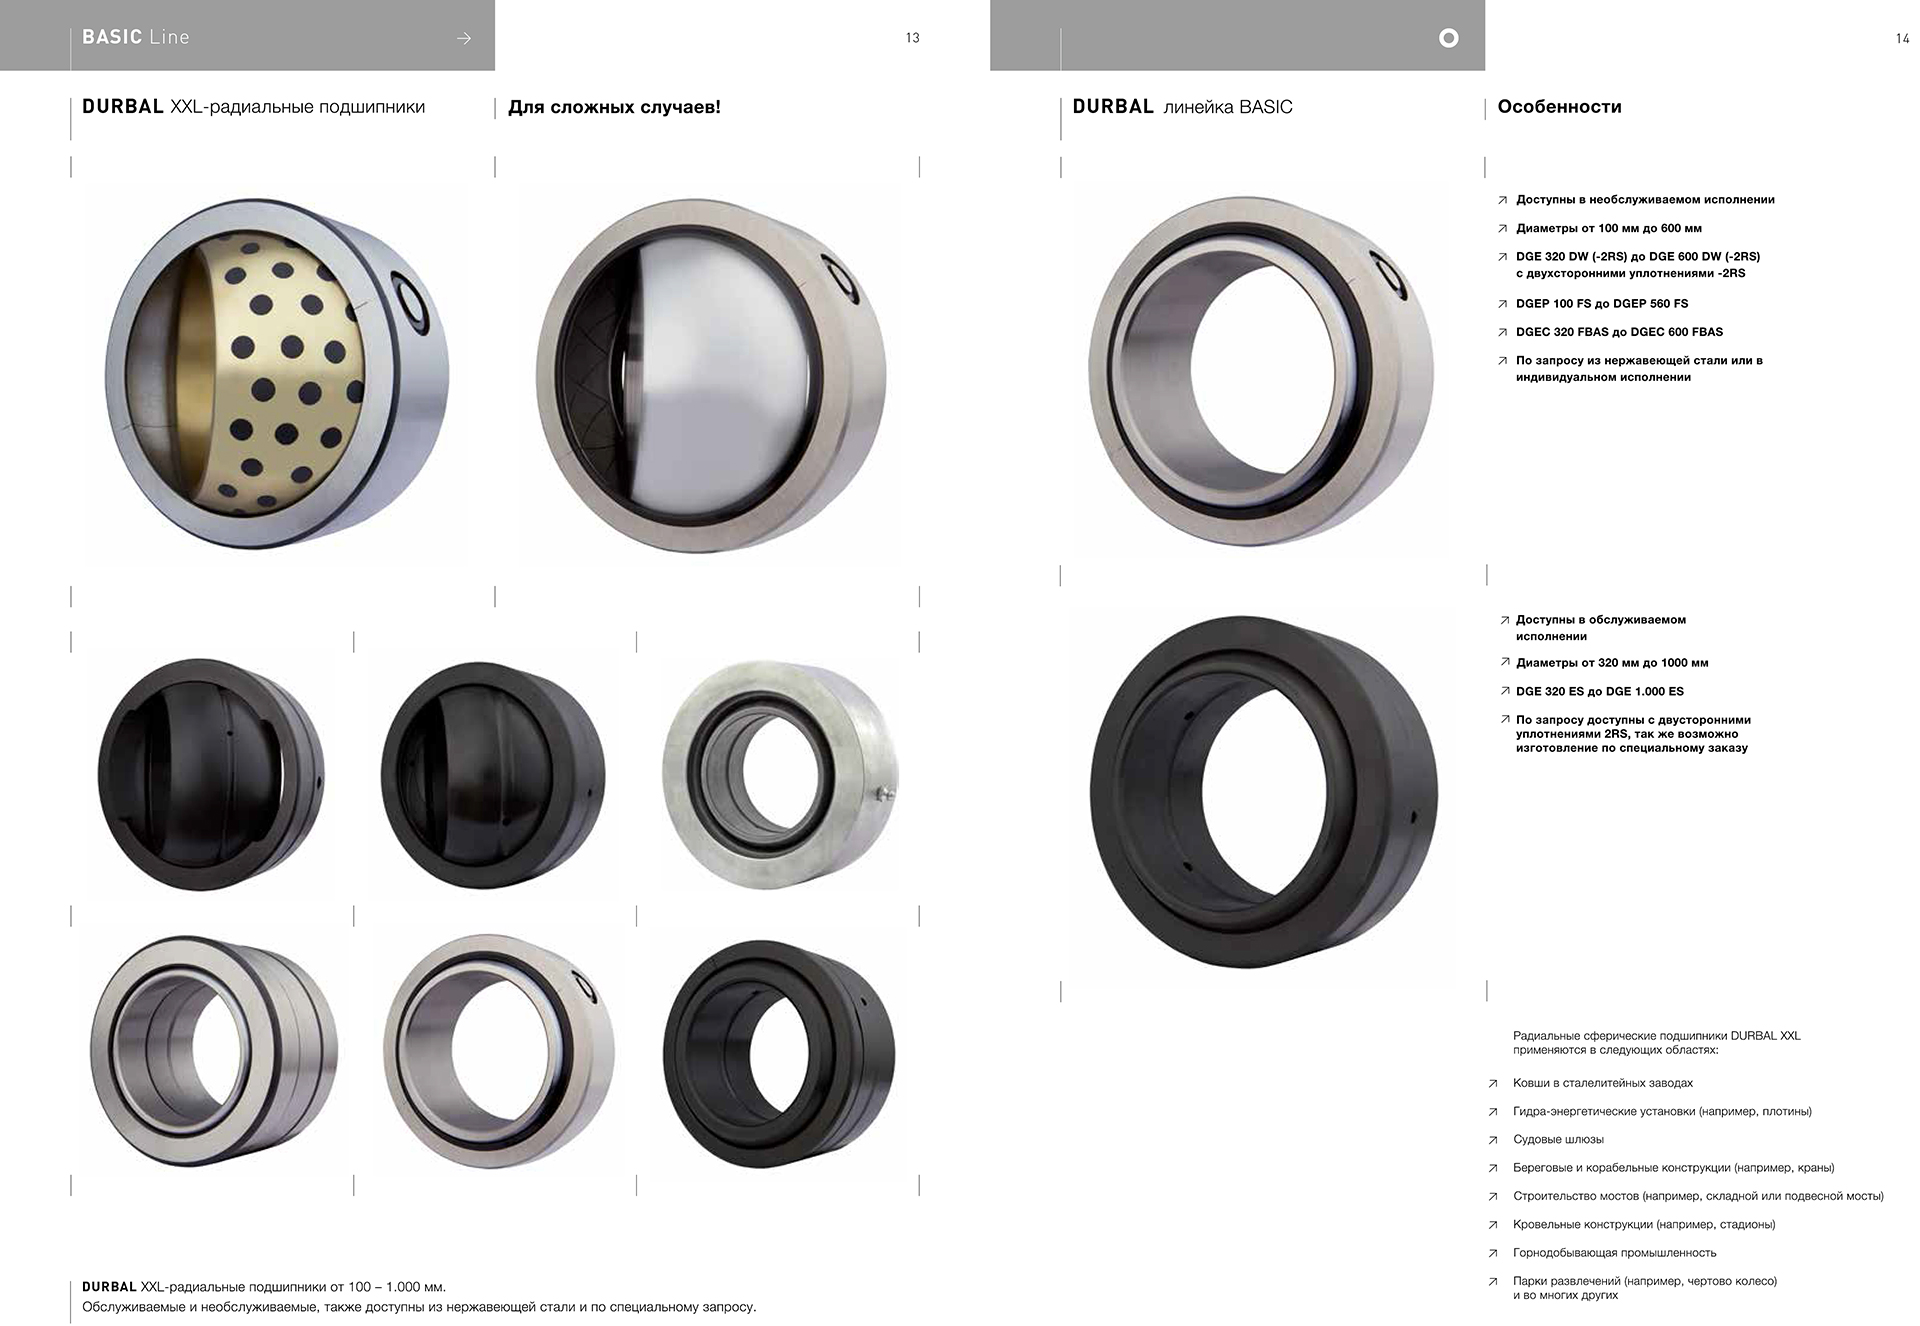 BASIC Line
13
DURBAL XXL-радиальные подшипники
Для сложных случаев!
DURBAL XXL-радиальные подшипники от 100 – 1.000 мм.
Обслуживаемые и необслуживаемые, также доступны из нержавеющей стали и по специальному запросу.
14
DURBAL линейка BASIC
Особенности
Доступны в необслуживаемом исполнении
Диаметры от 100 мм до 600 мм
DGE 320 DW (-2RS) до DGE 600 DW (-2RS)
с двухсторонними уплотнениями -2RS
DGEP 100 FS до DGEP 560 FS
DGEC 320 FBAS до DGEC 600 FBAS
По запросу из нержавеющей стали или в
индивидуальном исполнении
Доступны в обслуживаемом
исполнении
Диаметры от 320 мм до 1000 мм
DGE 320 ES до DGE 1.000 ES
По запросу доступны с двусторонними
уплотнениями 2RS, так же возможно
изготовление по специальному заказу
Радиальные сферические подшипники DURBAL XXL
применяются в следующих областях:
Ковши в сталелитейных заводах
Гидра-энергетические установки (например, плотины)
Судовые шлюзы
Береговые и корабельные конструкции (например, краны)
Строительство мостов (например, складной или подвесной мосты)
Кровельные конструкции (например, стадионы)
Горнодобывающая промышленность
Парки развлечений (например, чертово колесо)
и во многих других